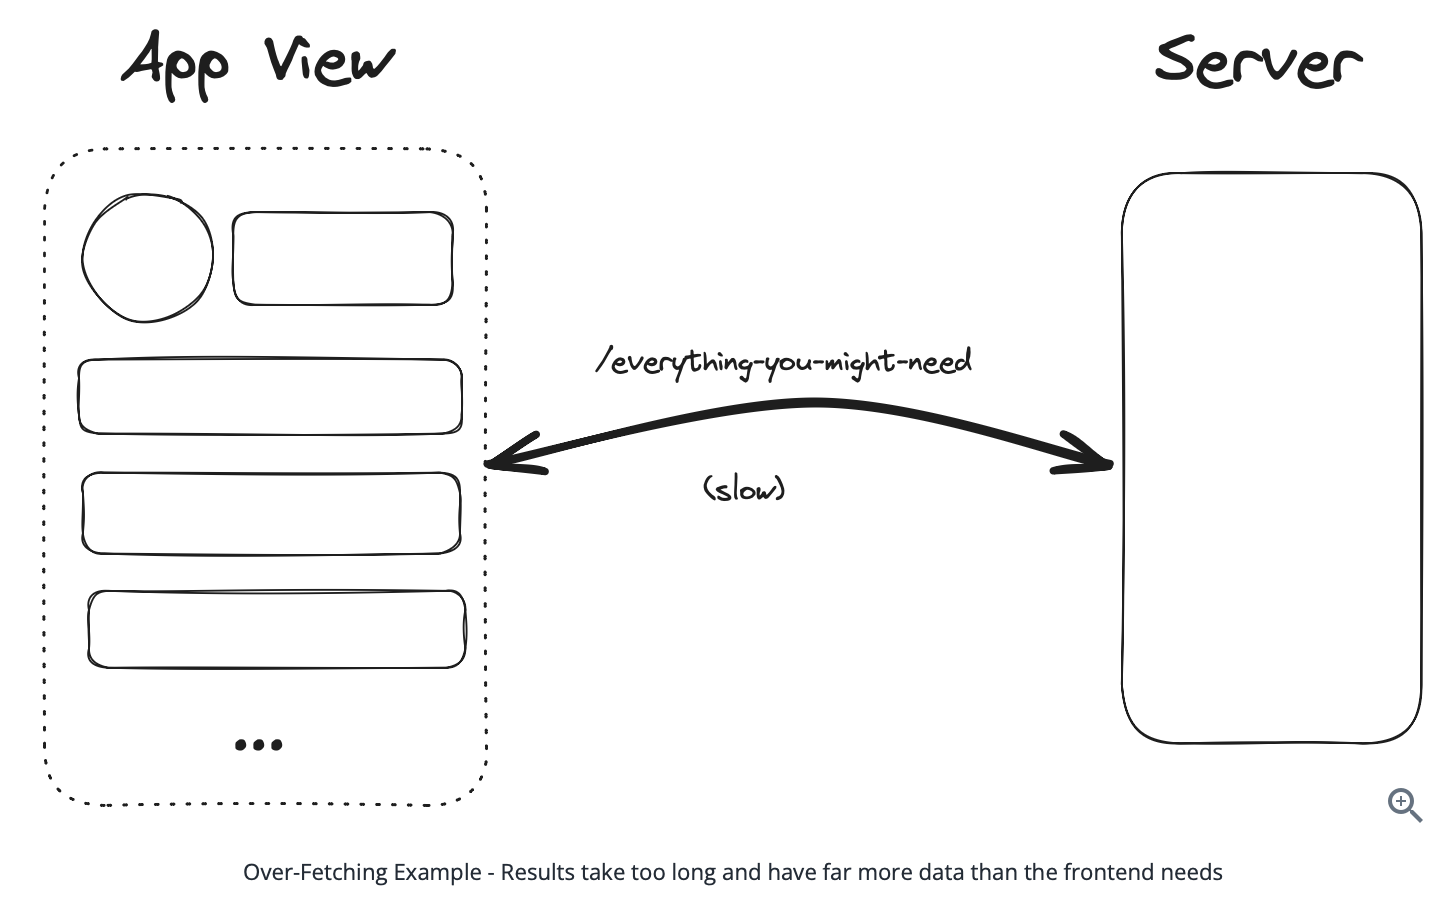 App View
Server
/everything-you-might-need
(slow)
...
Over-Fetching Example - Results take too long and have far more data than the frontend needs